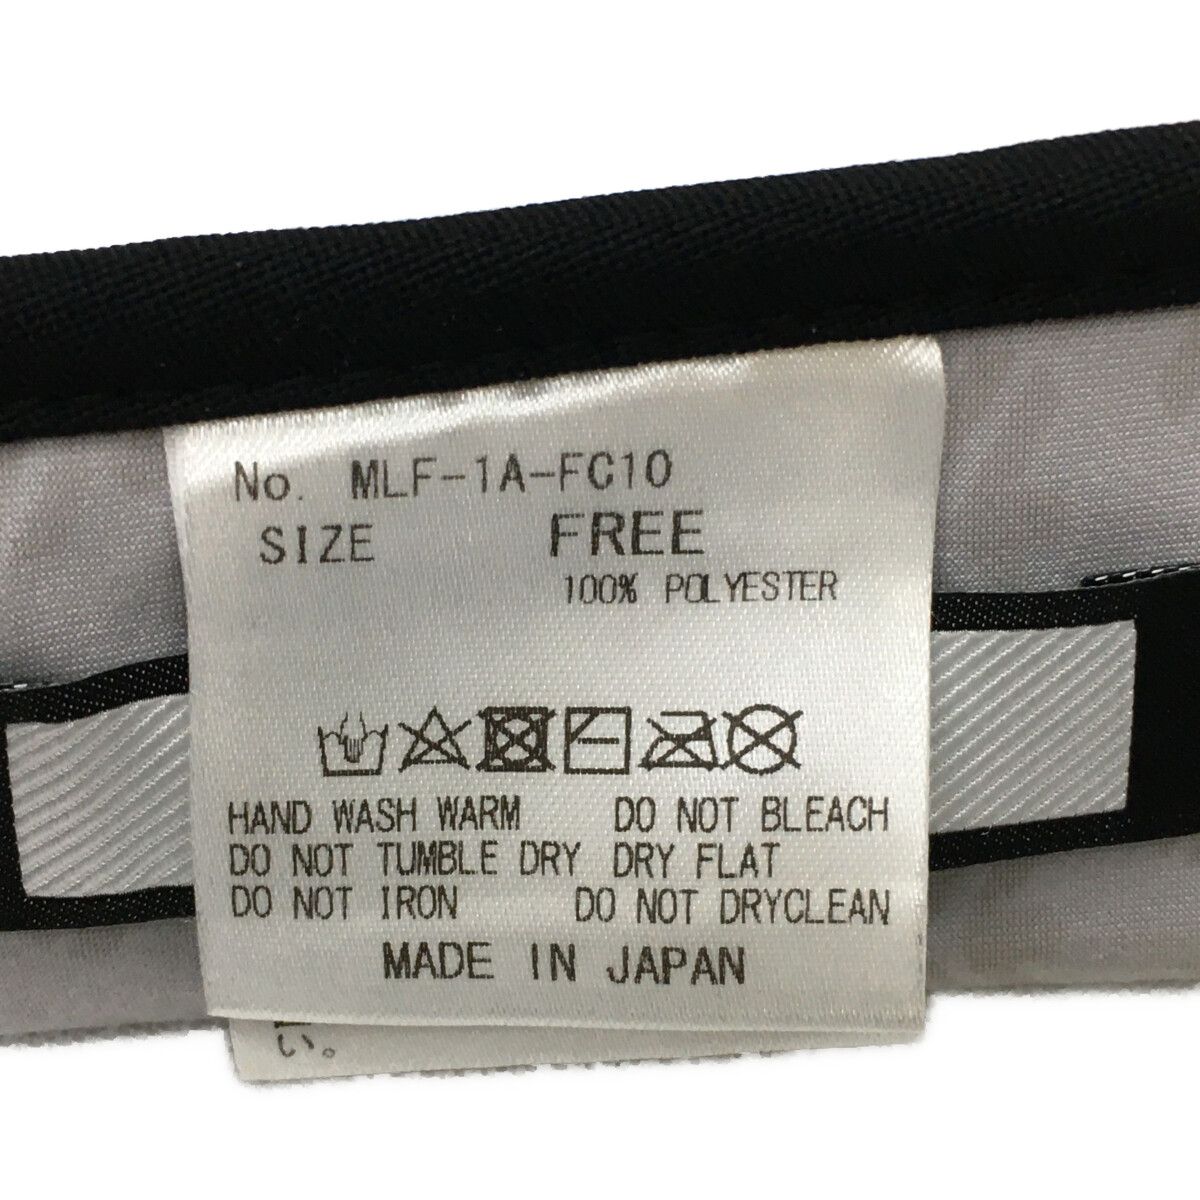 No. MLF-1A-FC10
SIZE FREE
100% POLYESTER
HAND WASH WARM DO NOT BLEACH
DO NOT TUMBLE DRY DRY FLAT
DO NOT IRON DO NOT DRYCLEAN
MADE IN JAPAN
い。